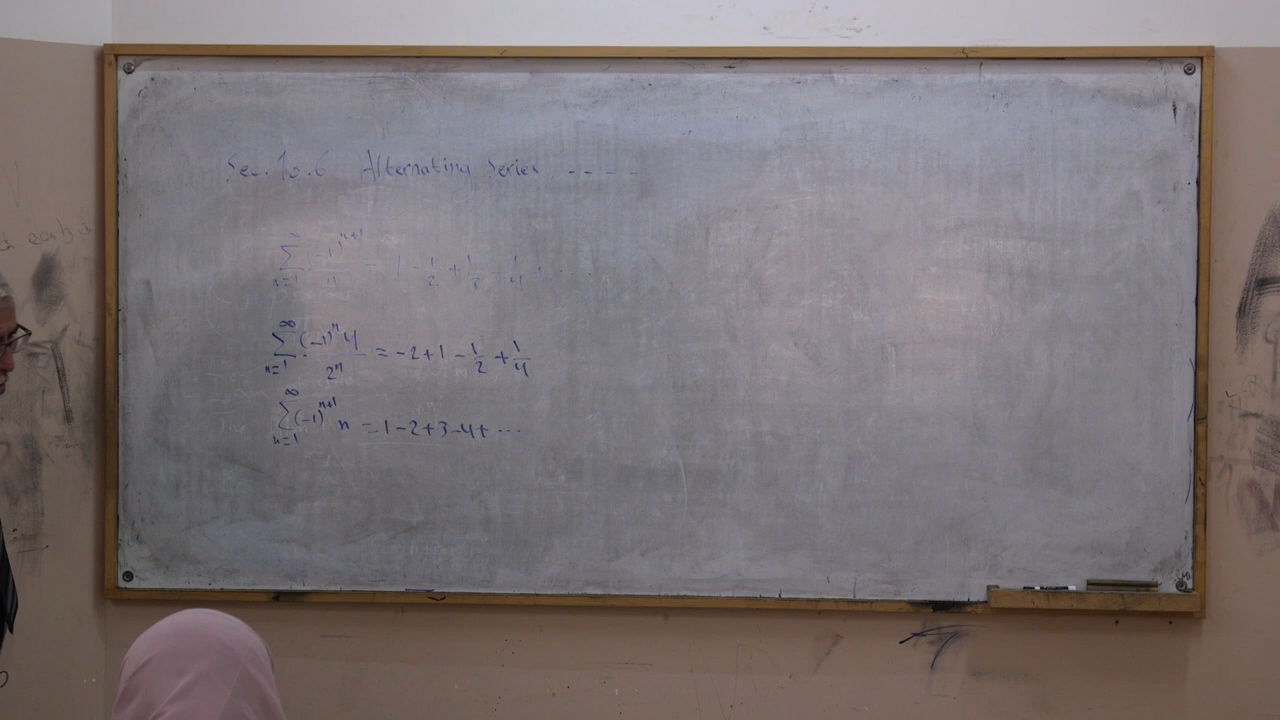 Sec. 10.6 Alternating Series - - - -
∑_{n=1}^{∞} (-1)^{n+1}/n = 1 - 1/2 + 1/3 - 1/4 + ...
∑_{n=1}^{∞} (-1)^n 4/2^n = -2+1-1/2+1/4
∑_{n=1}^{∞} (-1)^{n+1} n = 1-2+3-4+ ...